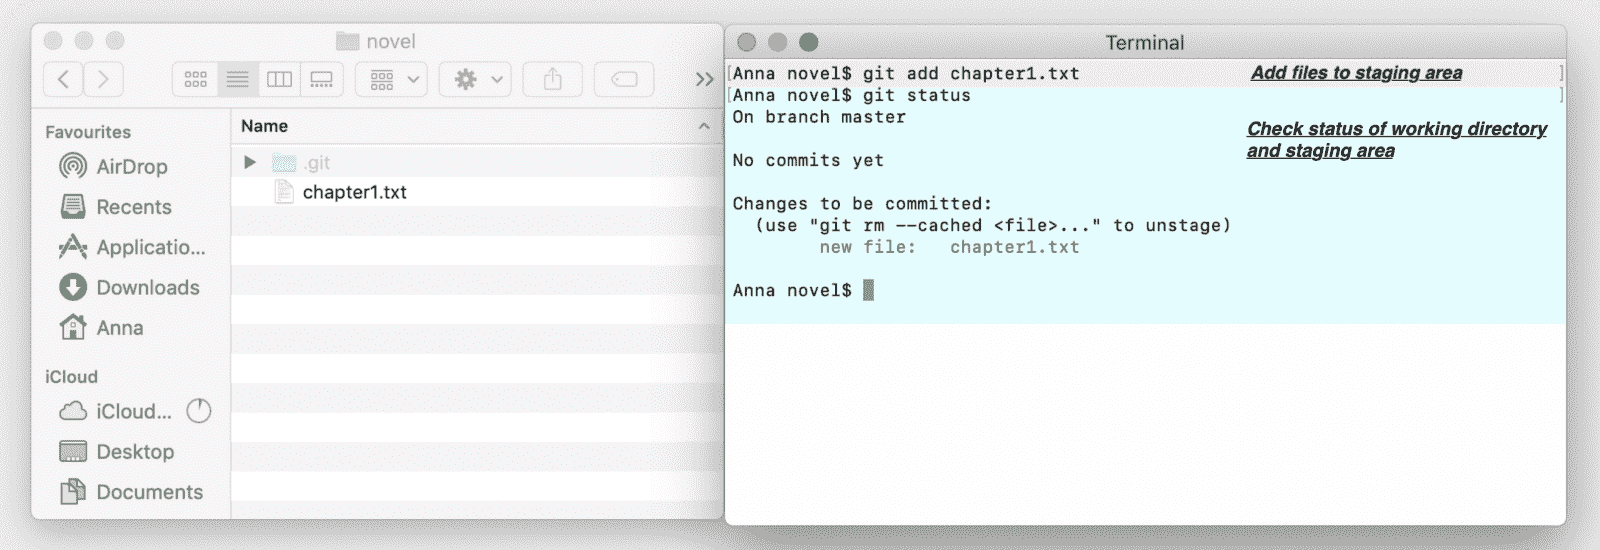 novel
Favourites
AirDrop
Recents
Applicatio...
Downloads
Anna
iCloud
iCloud...
Desktop
Documents
Name
.git
chapter1.txt
Terminal
[Anna novel$ git add chapter1.txt ]
Add files to staging area
[Anna novel$ git status ]
On branch master
Check status of working directory
and staging area
No commits yet
Changes to be committed:
(use "git rm --cached <file>..." to unstage)
new file: chapter1.txt
Anna novel$